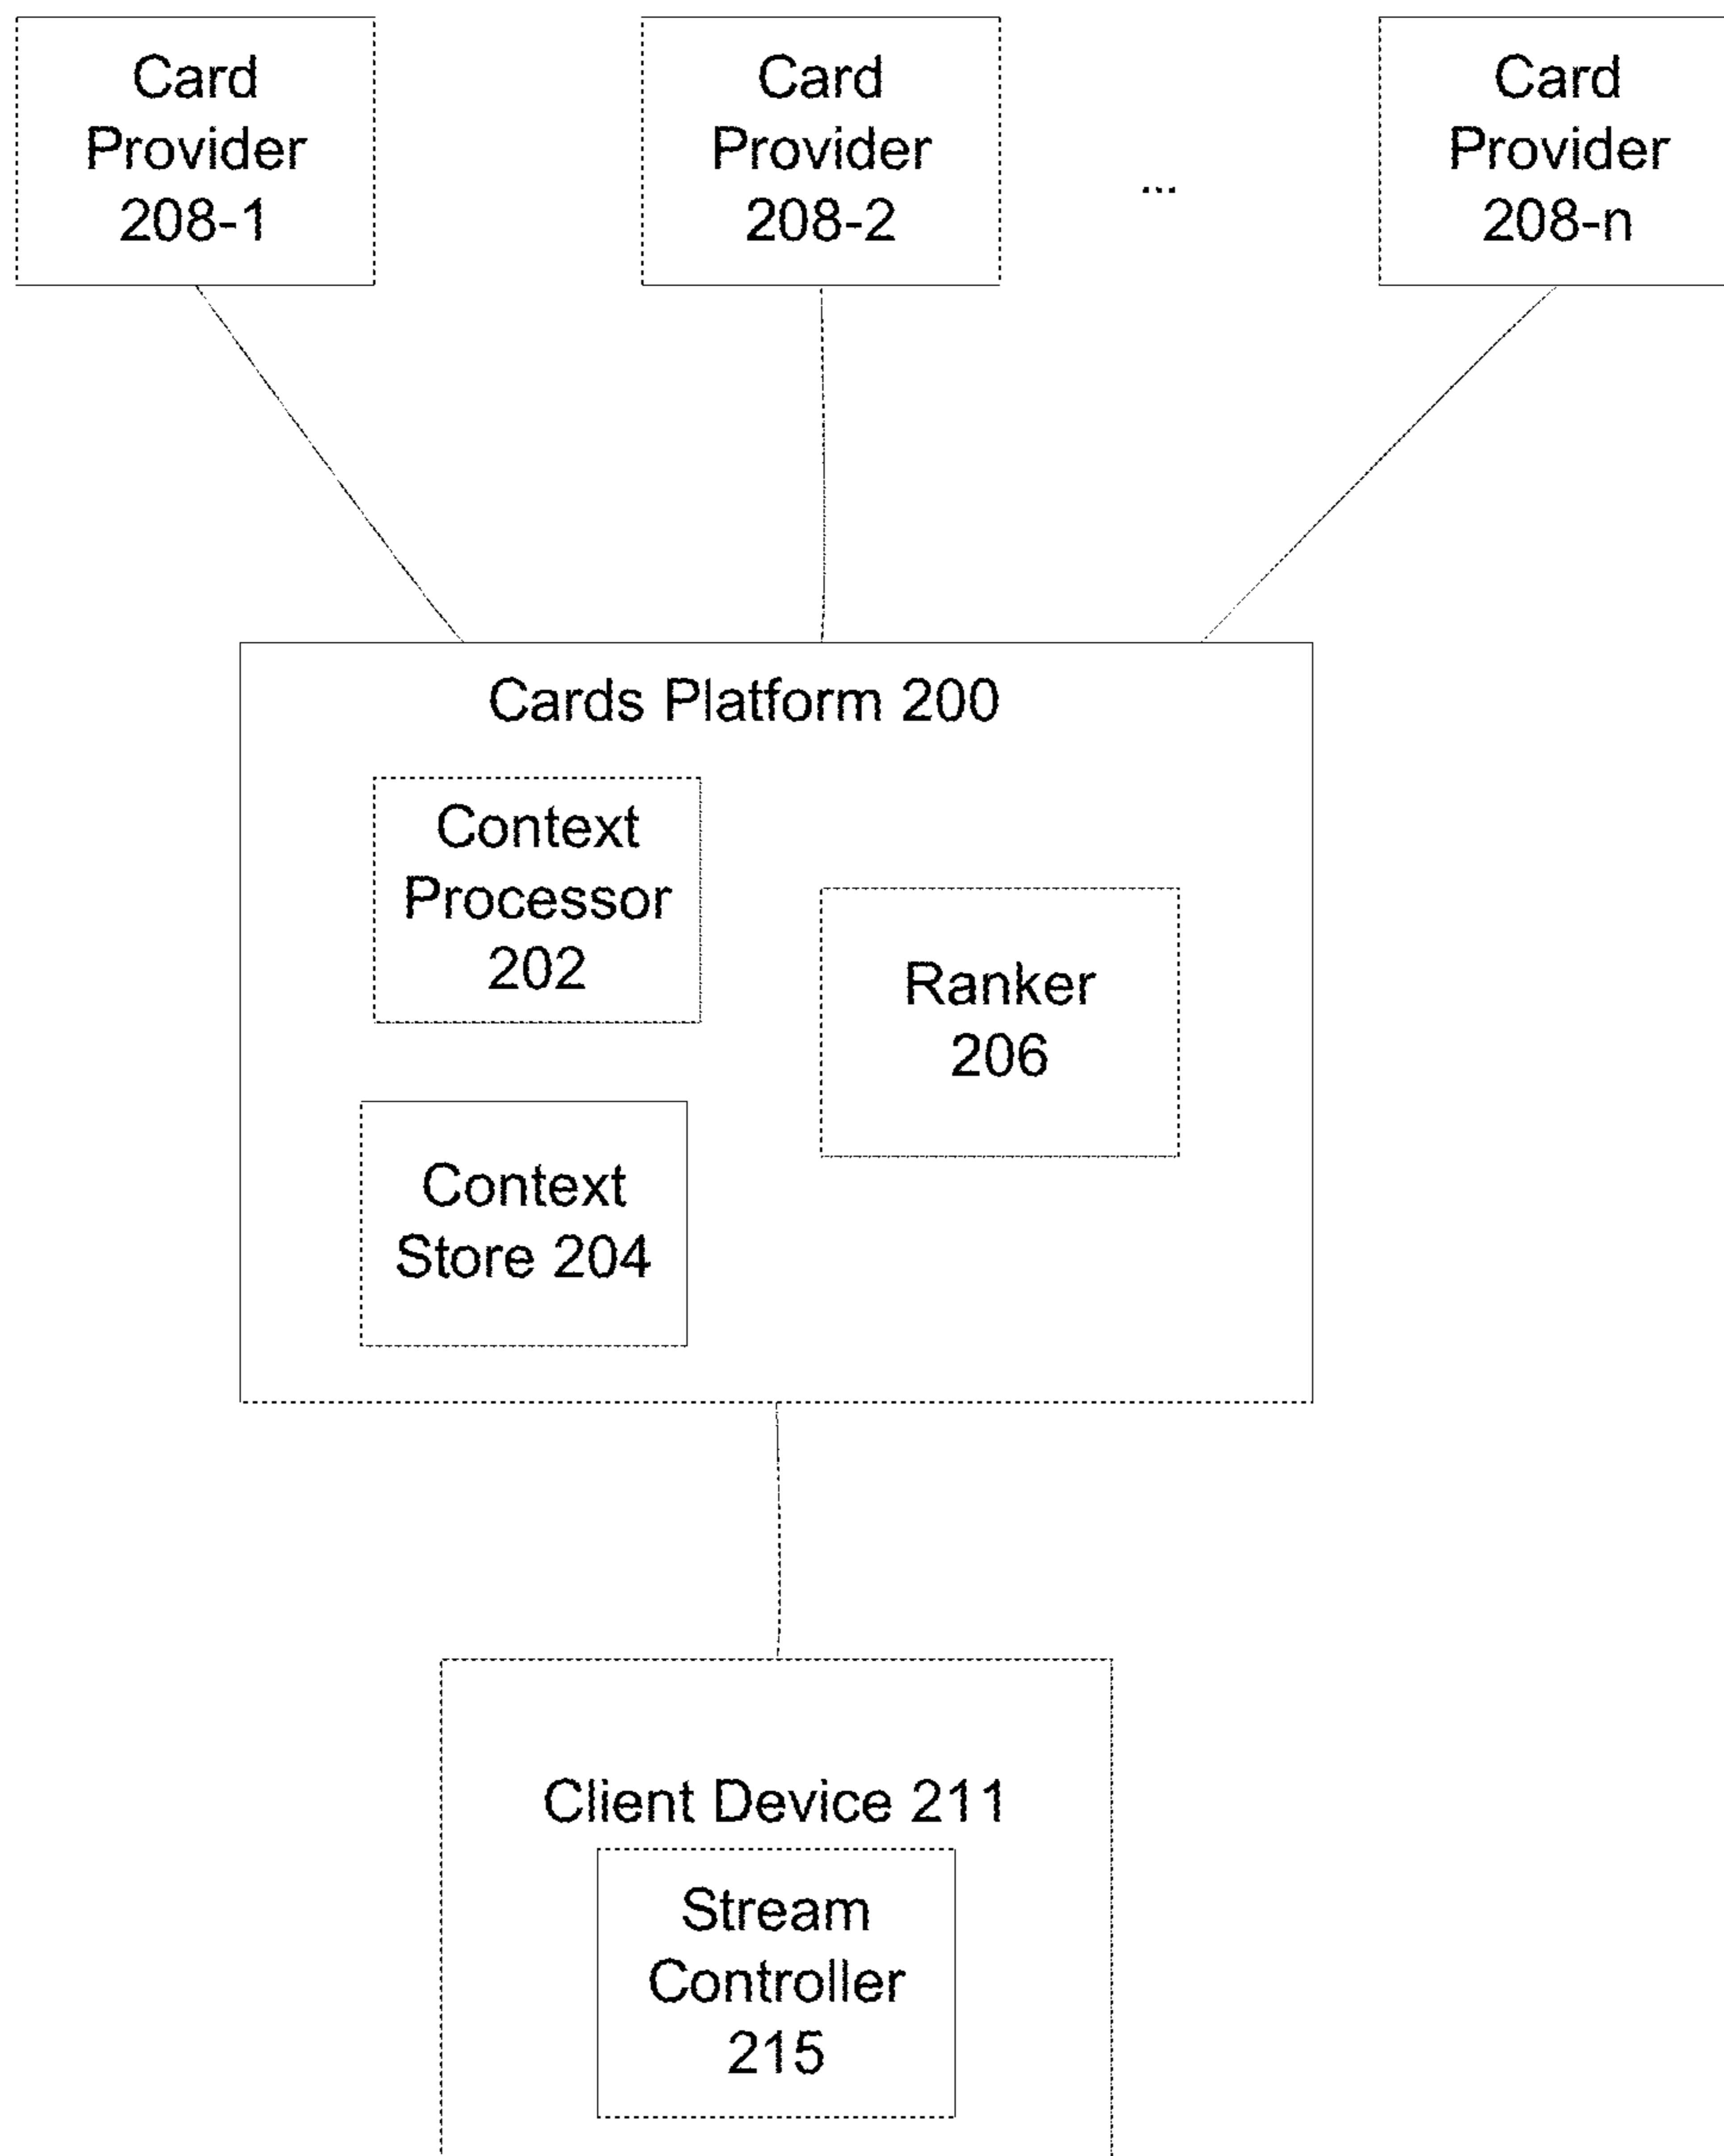 Card
Provider
208-1
Card
Provider
208-2
...
Card
Provider
208-n
Cards Platform 200
Context
Processor
202
Ranker
206
Context
Store 204
Client Device 211
Stream
Controller
215